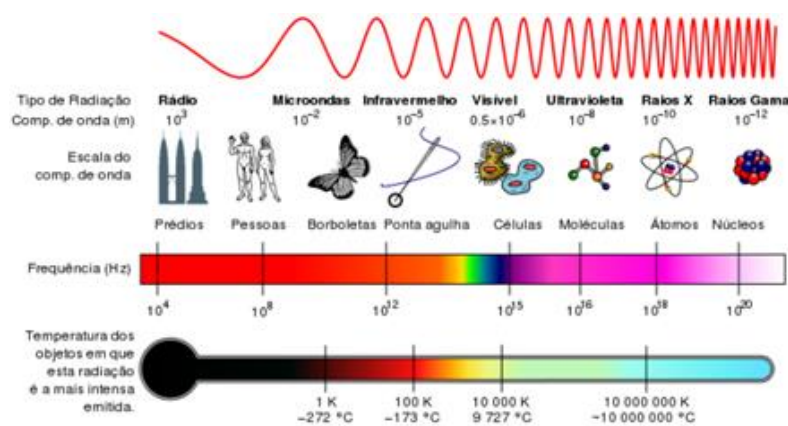 Tipo de Radiação Rádio Microondas Infravermelho Visível Ultravioleta Raios X Raios Gama
Comp. de onda (m) 10³ 10⁻² 10⁻⁵ 0.5×10⁻⁶ 10⁻⁸ 10⁻¹⁰ 10⁻¹²
Escala do
comp. de onda
Prédios Pessoas Borboletas Ponta agulha Células Moléculas Átomos Núcleos
Frequência (Hz)
10⁴ 10⁸ 10¹² 10¹⁵ 10¹⁶ 10¹⁸ 10²⁰
Temperatura dos
objetos em que
esta radiação
é a mais intensa
emitida.
1 K 100 K 10 000 K 10 000 000 K
−272 °C −173 °C 9 727 °C ~10 000 000 °C